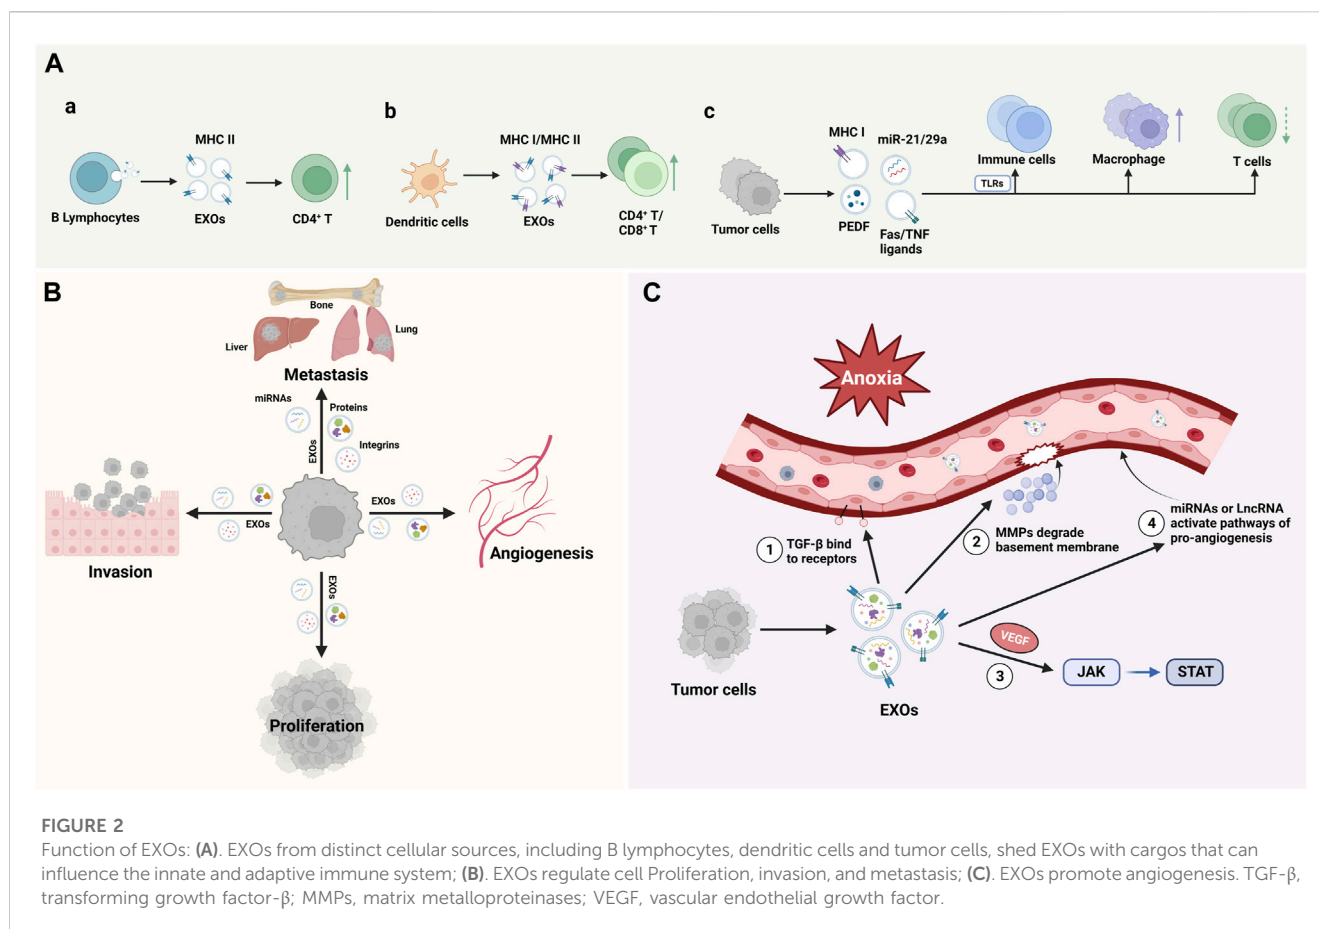 A
a
MHC II
B Lymphocytes
EXOs
CD4⁺ T
b
MHC I/MHC II
Dendritic cells
EXOs
CD4⁺ T/
CD8⁺ T
c
MHC I
miR-21/29a
Tumor cells
PEDF
Fas/TNF
ligands
Immune cells
TLRs
Macrophage
T cells
B
Bone
Liver
Lung
Metastasis
miRNAs
Proteins
EXOs
Integrins
EXOs
Invasion
EXOs
Angiogenesis
EXOs
Proliferation
C
Anoxia
1
TGF-β bind
to receptors
2
MMPs degrade
basement membrane
4
miRNAs or LncRNA
activate pathways of
pro-angiogenesis
Tumor cells
EXOs
VEGF
3
JAK
STAT
FIGURE 2
Function of EXOs: (A). EXOs from distinct cellular sources, including B lymphocytes, dendritic cells and tumor cells, shed EXOs with cargos that can
influence the innate and adaptive immune system; (B). EXOs regulate cell Proliferation, invasion, and metastasis; (C). EXOs promote angiogenesis. TGF-β,
transforming growth factor-β; MMPs, matrix metalloproteinases; VEGF, vascular endothelial growth factor.